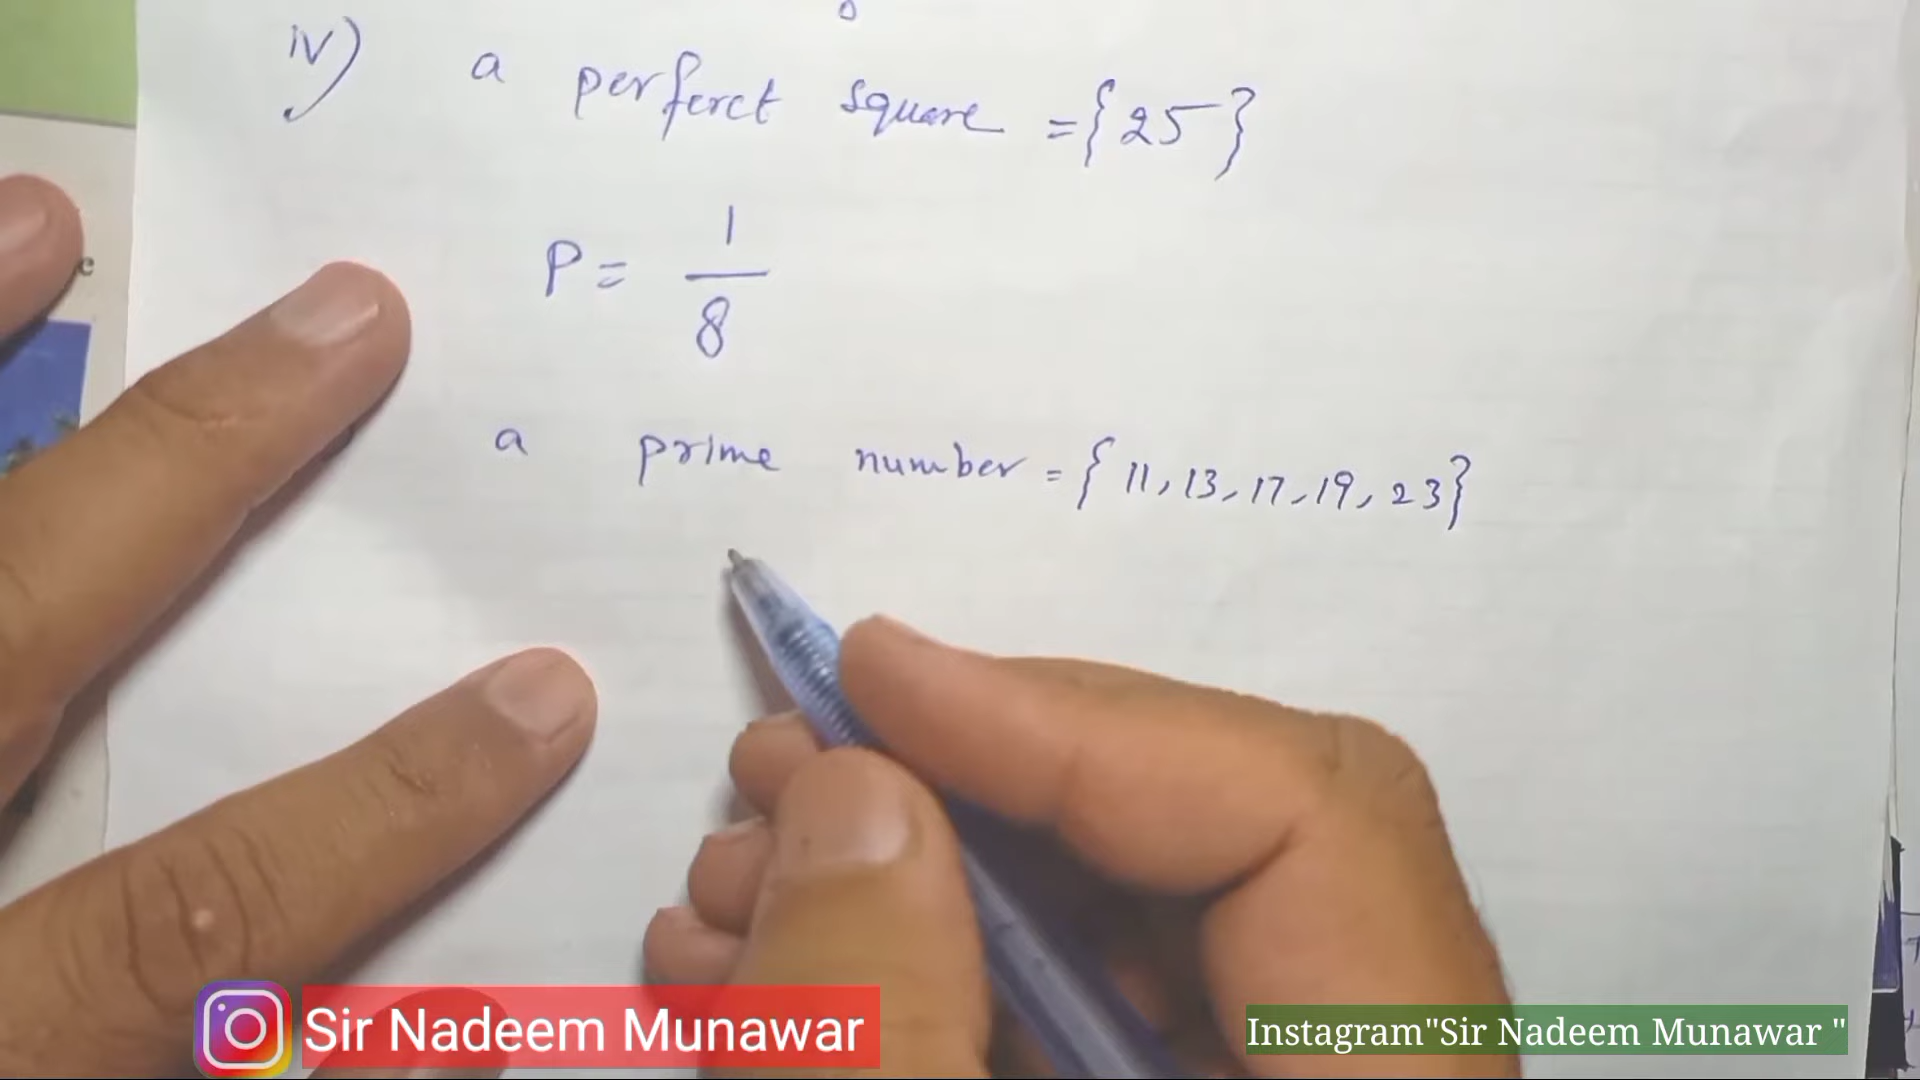 iv) a perferct square = {25}
P = 1/8
a prime number = {11, 13, 17, 19, 23}
Sir Nadeem Munawar
Instagram"Sir Nadeem Munawar "